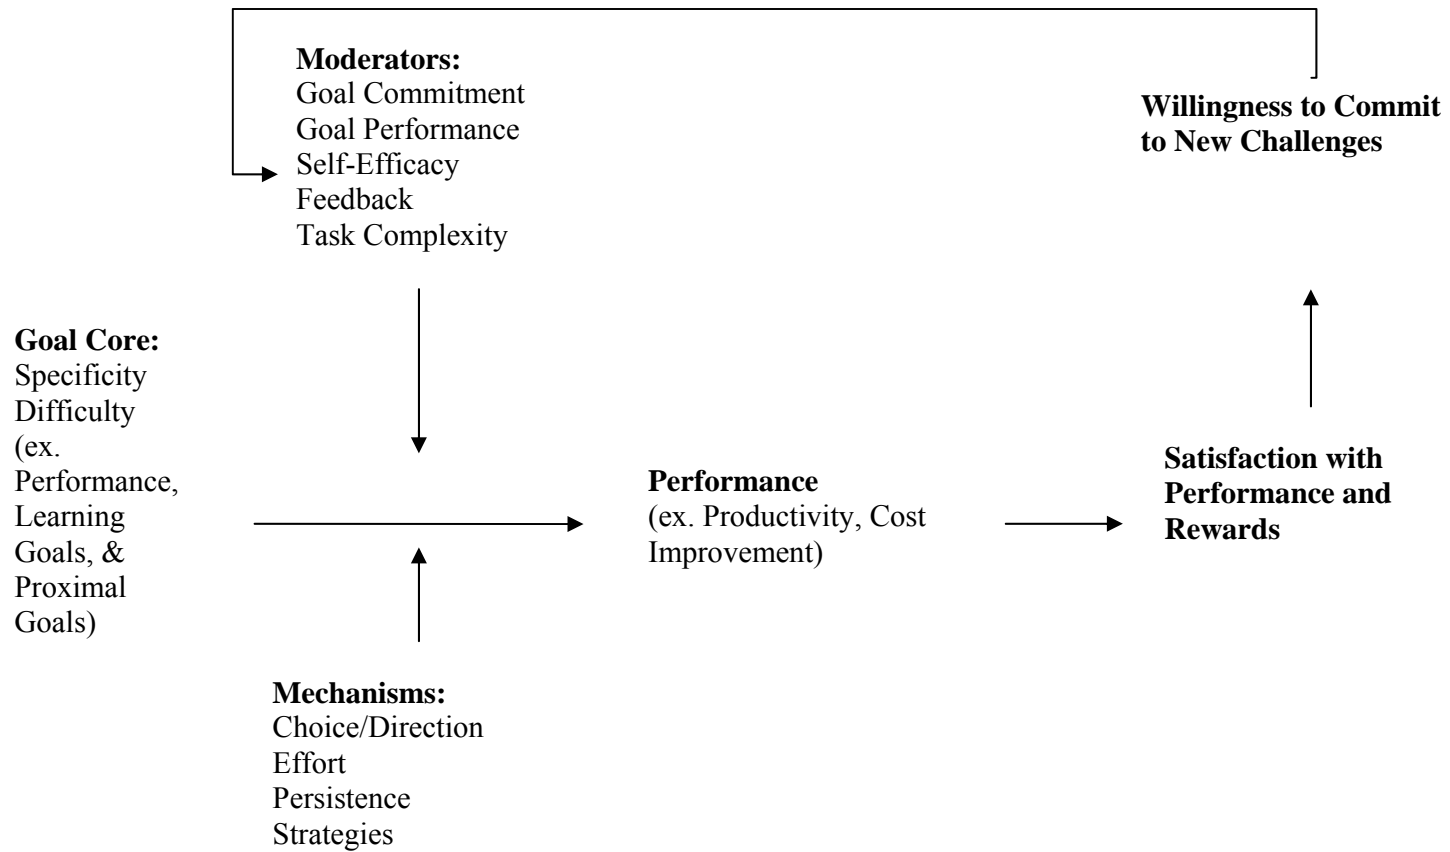 Moderators:
Goal Commitment
Goal Performance
Self-Efficacy
Feedback
Task Complexity
Willingness to Commit
to New Challenges
Goal Core:
Specificity
Difficulty
(ex.
Performance,
Learning
Goals, &
Proximal
Goals)
Performance
(ex. Productivity, Cost
Improvement)
Satisfaction with
Performance and
Rewards
Mechanisms:
Choice/Direction
Effort
Persistence
Strategies